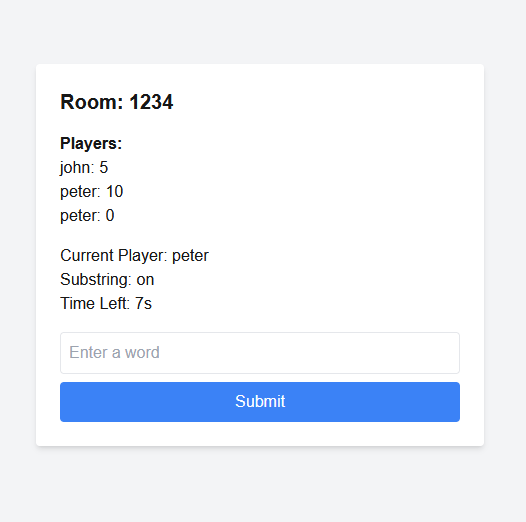 Room: 1234
Players:
john: 5
peter: 10
peter: 0
Current Player: peter
Substring: on
Time Left: 7s
Enter a word
Submit